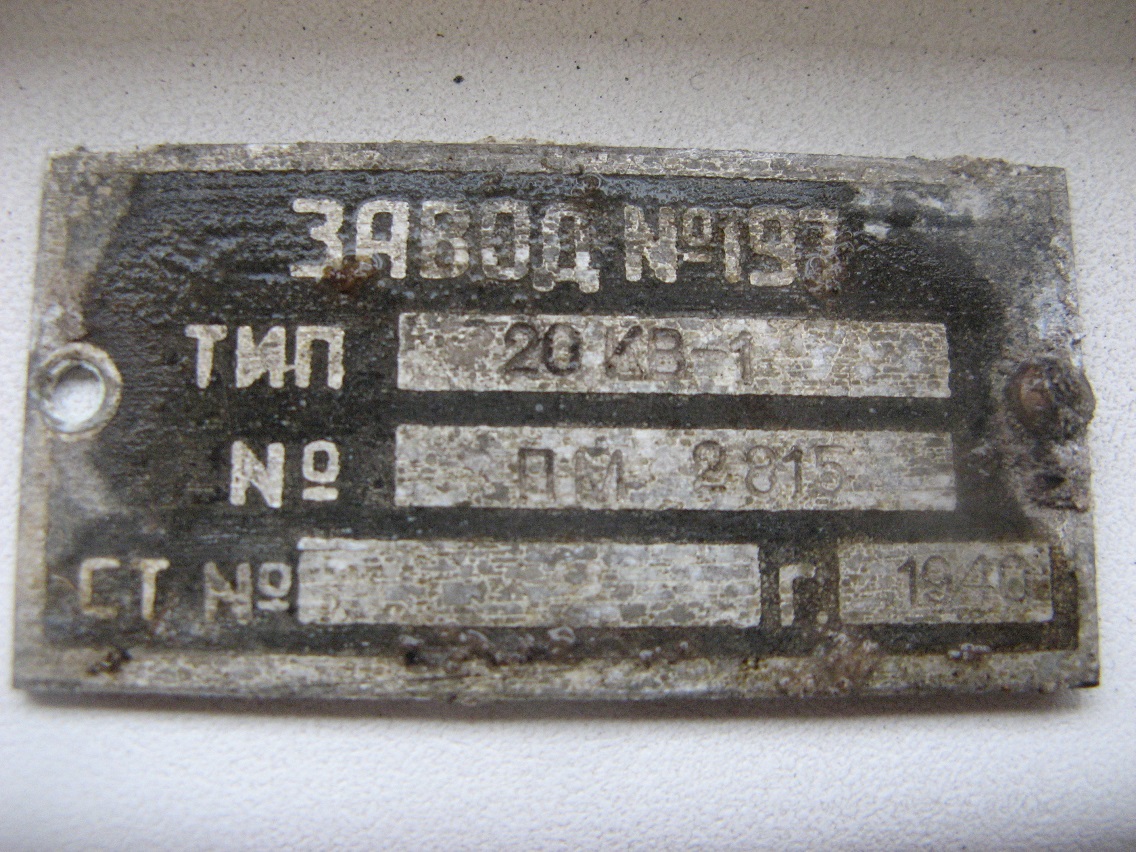 ЗАВОД №197
ТИП 20 КВ-1
№ ПМ 2815
СТ № Г. 1940